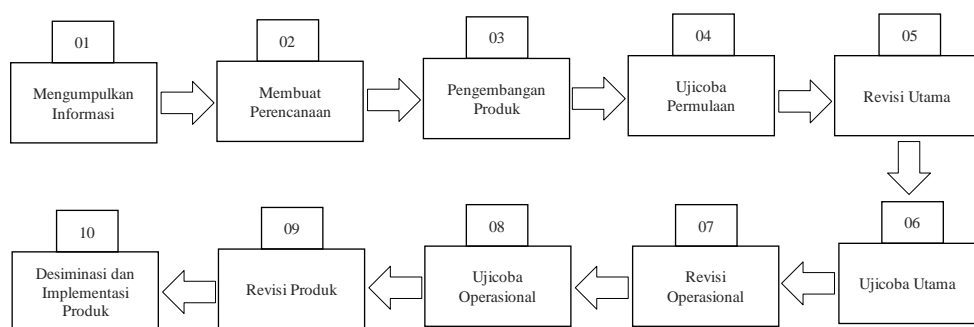 01
Mengumpulkan
Informasi
02
Membuat
Perencanaan
03
Pengembangan
Produk
04
Ujicoba
Permulaan
05
Revisi Utama
06
Ujicoba Utama
07
Revisi
Operasional
08
Ujicoba
Operasional
09
Revisi Produk
10
Desiminasi dan
Implementasi
Produk